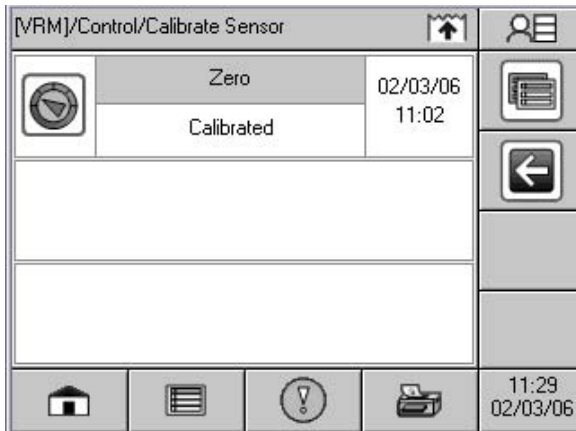 [VRM]/Control/Calibrate Sensor
Zero
Calibrated
02/03/06
11:02
11:29
02/03/06